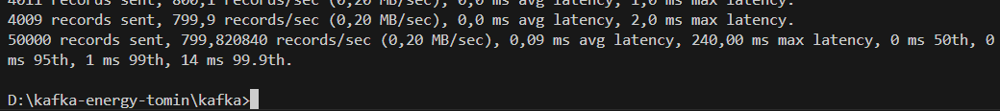 4011 records sent, 800,1 records/sec (0,20 MB/sec), 0,0 ms avg latency, 1,0 ms max latency.
4009 records sent, 799,9 records/sec (0,20 MB/sec), 0,0 ms avg latency, 2,0 ms max latency.
50000 records sent, 799,820840 records/sec (0,20 MB/sec), 0,09 ms avg latency, 240,00 ms max latency, 0 ms 50th, 0
ms 95th, 1 ms 99th, 14 ms 99.9th.
D:\kafka-energy-tomin\kafka>